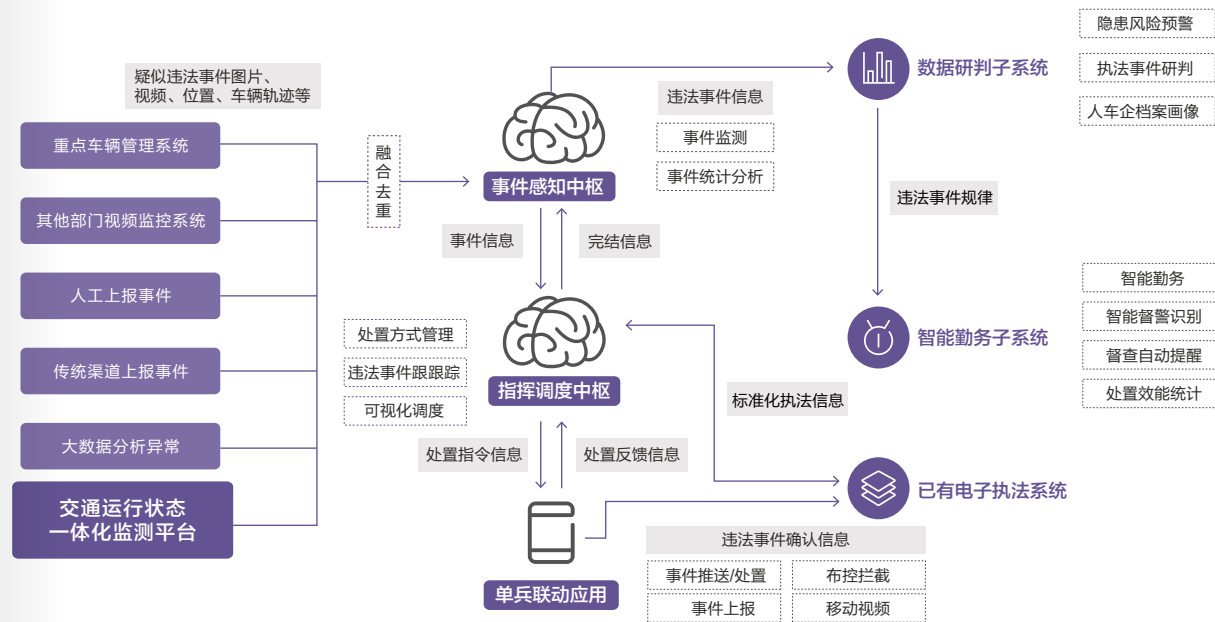 疑似违法事件图片、
视频、位置、车辆轨迹等
重点车辆管理系统
其他部门视频监控系统
人工上报事件
传统渠道上报事件
大数据分析异常
交通运行状态
一体化监测平台
融
合
去
重
事件感知中枢
事件信息
完结信息
处置方式管理
违法事件跟跟踪
可视化调度
指挥调度中枢
处置指令信息
处置反馈信息
单兵联动应用
违法事件信息
事件监测
事件统计分析
数据研判子系统
隐患风险预警
执法事件研判
人车企档案画像
违法事件规律
智能勤务子系统
智能勤务
智能督警识别
督查自动提醒
处置效能统计
标准化执法信息
已有电子执法系统
违法事件确认信息
事件推送/处置
布控拦截
事件上报
移动视频